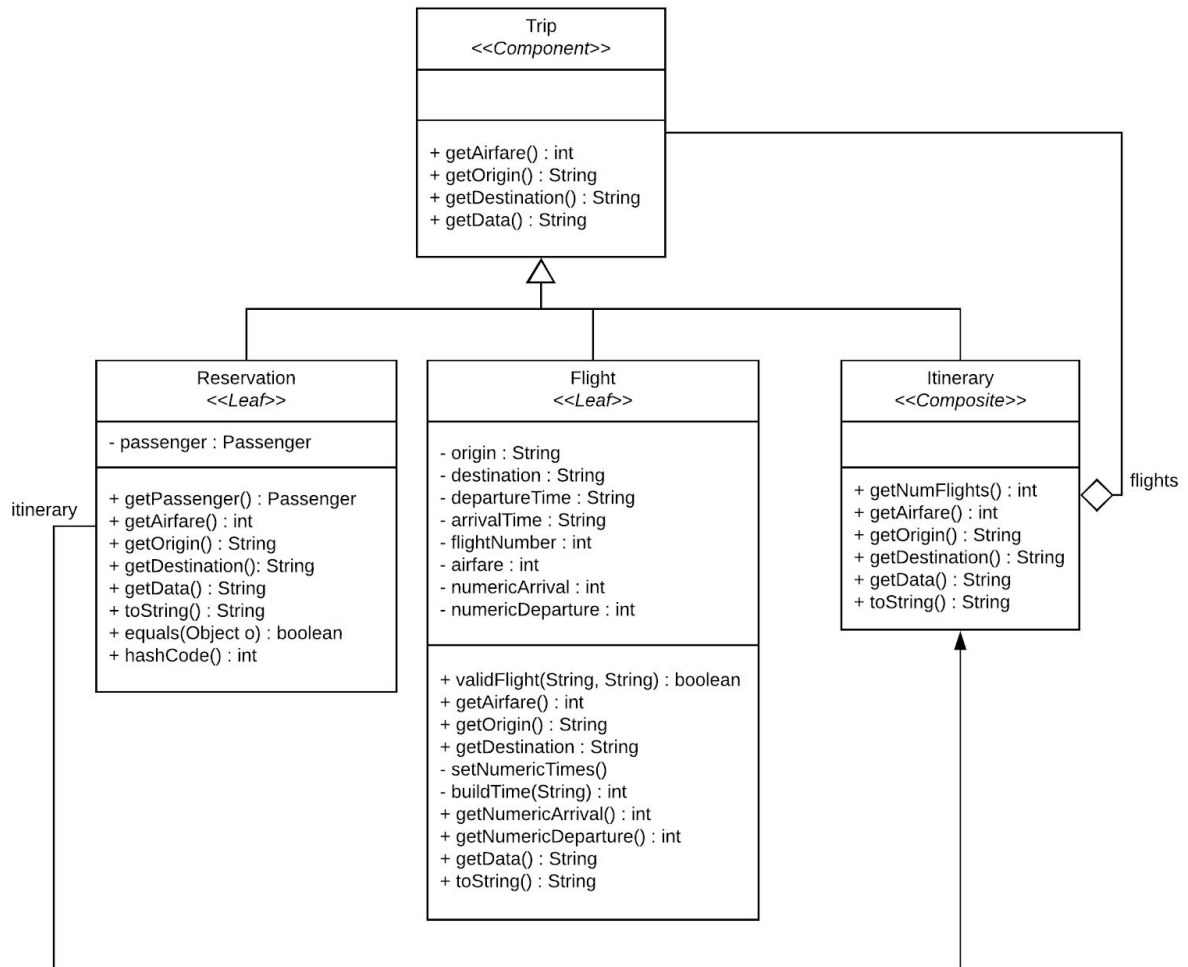 Trip
<<Component>>
+ getAirfare() : int
+ getOrigin() : String
+ getDestination() : String
+ getData() : String
Reservation
<<Leaf>>
- passenger : Passenger
+ getPassenger() : Passenger
+ getAirfare() : int
+ getOrigin() : String
+ getDestination(): String
+ getData() : String
+ toString() : String
+ equals(Object o) : boolean
+ hashCode() : int
itinerary
Flight
<<Leaf>>
- origin : String
- destination : String
- departureTime : String
- arrivalTime : String
- flightNumber : int
- airfare : int
- numericArrival : int
- numericDeparture : int
+ validFlight(String, String) : boolean
+ getAirfare() : int
+ getOrigin() : String
+ getDestination : String
- setNumericTimes()
- buildTime(String) : int
+ getNumericArrival() : int
+ getNumericDeparture() : int
+ getData() : String
+ toString() : String
Itinerary
<<Composite>>
+ getNumFlights() : int
+ getAirfare() : int
+ getOrigin() : String
+ getDestination() : String
+ getData() : String
+ toString() : String
flights